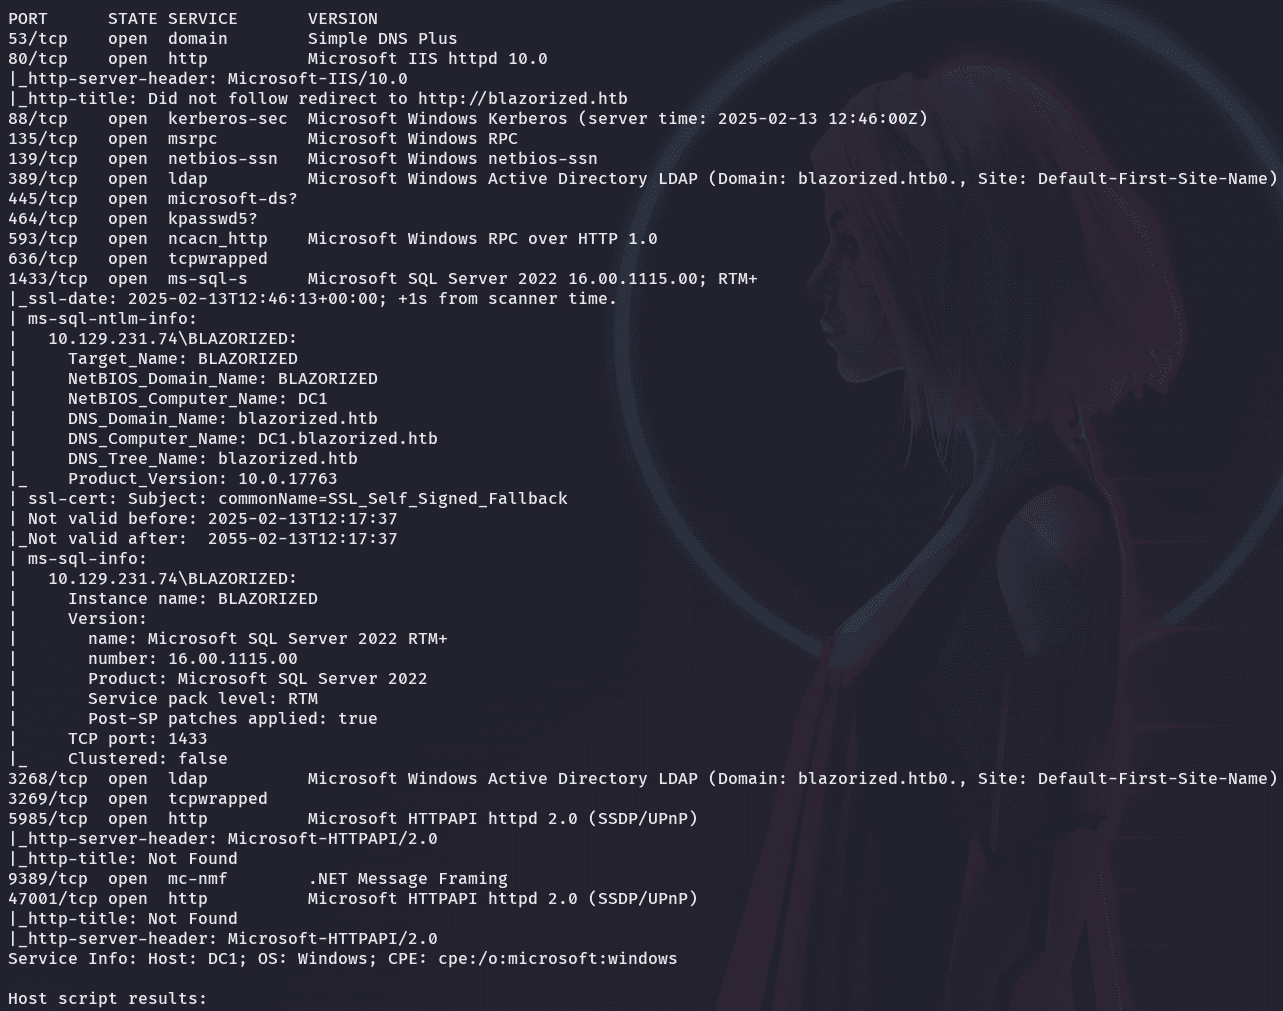 PORT      STATE SERVICE       VERSION
53/tcp    open  domain        Simple DNS Plus
80/tcp    open  http          Microsoft IIS httpd 10.0
|_http-server-header: Microsoft-IIS/10.0
|_http-title: Did not follow redirect to http://blazorized.htb
88/tcp    open  kerberos-sec  Microsoft Windows Kerberos (server time: 2025-02-13 12:46:00Z)
135/tcp   open  msrpc         Microsoft Windows RPC
139/tcp   open  netbios-ssn   Microsoft Windows netbios-ssn
389/tcp   open  ldap          Microsoft Windows Active Directory LDAP (Domain: blazorized.htb0., Site: Default-First-Site-Name)
445/tcp   open  microsoft-ds?
464/tcp   open  kpasswd5?
593/tcp   open  ncacn_http    Microsoft Windows RPC over HTTP 1.0
636/tcp   open  tcpwrapped
1433/tcp  open  ms-sql-s      Microsoft SQL Server 2022 16.00.1115.00; RTM+
|_ssl-date: 2025-02-13T12:46:13+00:00; +1s from scanner time.
| ms-sql-ntlm-info:
|   10.129.231.74\BLAZORIZED:
|     Target_Name: BLAZORIZED
|     NetBIOS_Domain_Name: BLAZORIZED
|     NetBIOS_Computer_Name: DC1
|     DNS_Domain_Name: blazorized.htb
|     DNS_Computer_Name: DC1.blazorized.htb
|     DNS_Tree_Name: blazorized.htb
|_    Product_Version: 10.0.17763
| ssl-cert: Subject: commonName=SSL_Self_Signed_Fallback
| Not valid before: 2025-02-13T12:17:37
|_Not valid after:  2055-02-13T12:17:37
| ms-sql-info:
|   10.129.231.74\BLAZORIZED:
|     Instance name: BLAZORIZED
|     Version:
|       name: Microsoft SQL Server 2022 RTM+
|       number: 16.00.1115.00
|       Product: Microsoft SQL Server 2022
|       Service pack level: RTM
|       Post-SP patches applied: true
|     TCP port: 1433
|_    Clustered: false
3268/tcp  open  ldap          Microsoft Windows Active Directory LDAP (Domain: blazorized.htb0., Site: Default-First-Site-Name)
3269/tcp  open  tcpwrapped
5985/tcp  open  http          Microsoft HTTPAPI httpd 2.0 (SSDP/UPnP)
|_http-server-header: Microsoft-HTTPAPI/2.0
|_http-title: Not Found
9389/tcp  open  mc-nmf        .NET Message Framing
47001/tcp open  http          Microsoft HTTPAPI httpd 2.0 (SSDP/UPnP)
|_http-title: Not Found
|_http-server-header: Microsoft-HTTPAPI/2.0
Service Info: Host: DC1; OS: Windows; CPE: cpe:/o:microsoft:windows
Host script results: